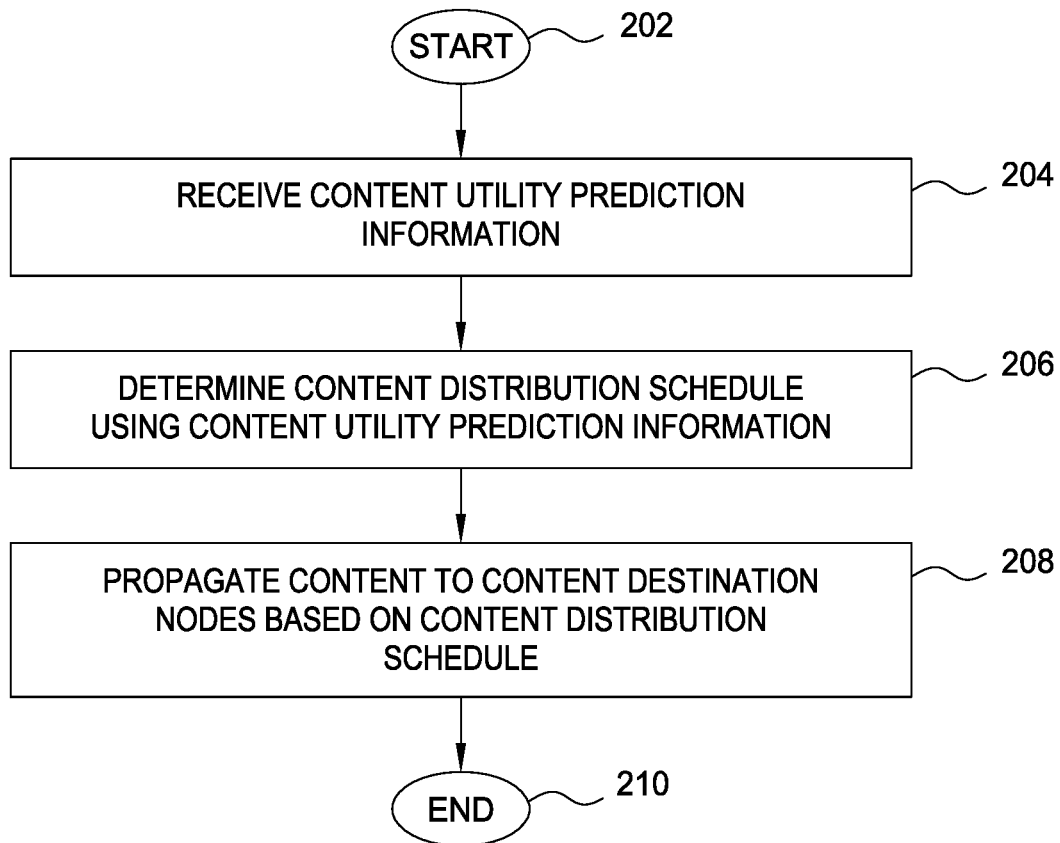 START
202
RECEIVE CONTENT UTILITY PREDICTION
INFORMATION
204
DETERMINE CONTENT DISTRIBUTION SCHEDULE
USING CONTENT UTILITY PREDICTION INFORMATION
206
PROPAGATE CONTENT TO CONTENT DESTINATION
NODES BASED ON CONTENT DISTRIBUTION
SCHEDULE
208
END
210